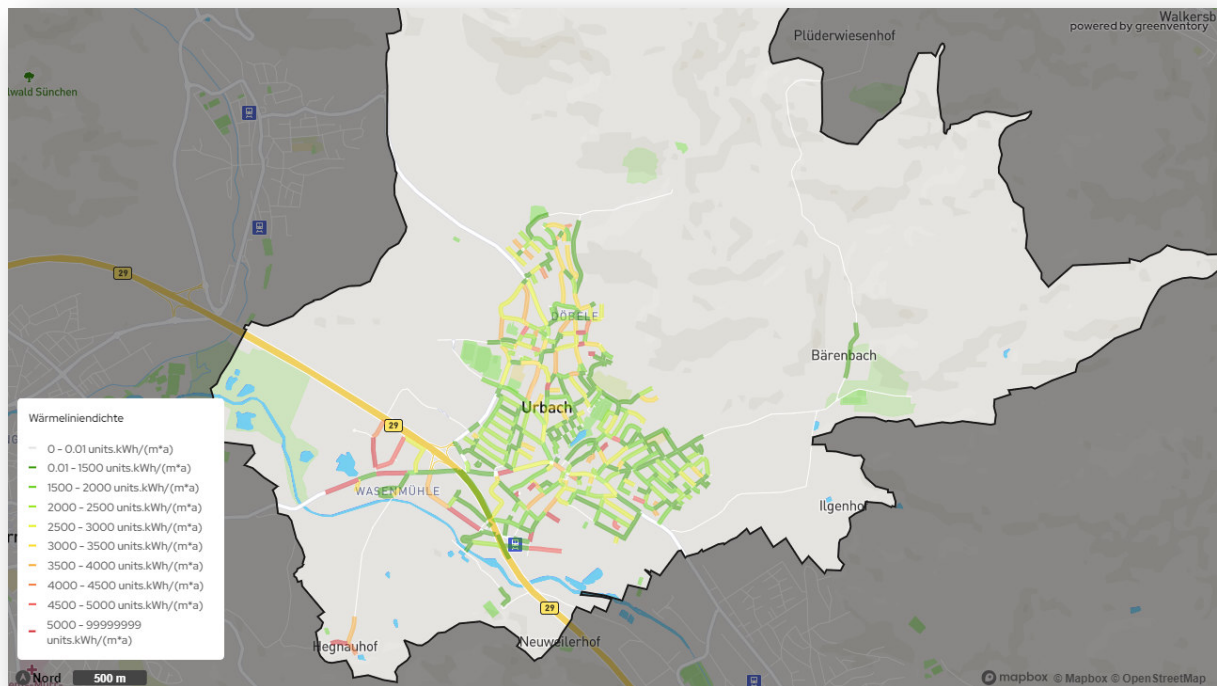 Walkersb
powered by greenventory
Plüderwiesenhof
lwald Sünchen
29
DÖBELE
Bärenbach
Urbach
29
WASENMÜHLE
Ilgenhof
29
Hegnauhof
Neuweilerhof
Wärmeliniendichte
0 - 0.01 units.kWh/(m*a)
0.01 - 1500 units.kWh/(m*a)
1500 - 2000 units.kWh/(m*a)
2000 - 2500 units.kWh/(m*a)
2500 - 3000 units.kWh/(m*a)
3000 - 3500 units.kWh/(m*a)
3500 - 4000 units.kWh/(m*a)
4000 - 4500 units.kWh/(m*a)
4500 - 5000 units.kWh/(m*a)
5000 - 99999999
units.kWh/(m*a)
Nord
500 m
mapbox © Mapbox © OpenStreetMap